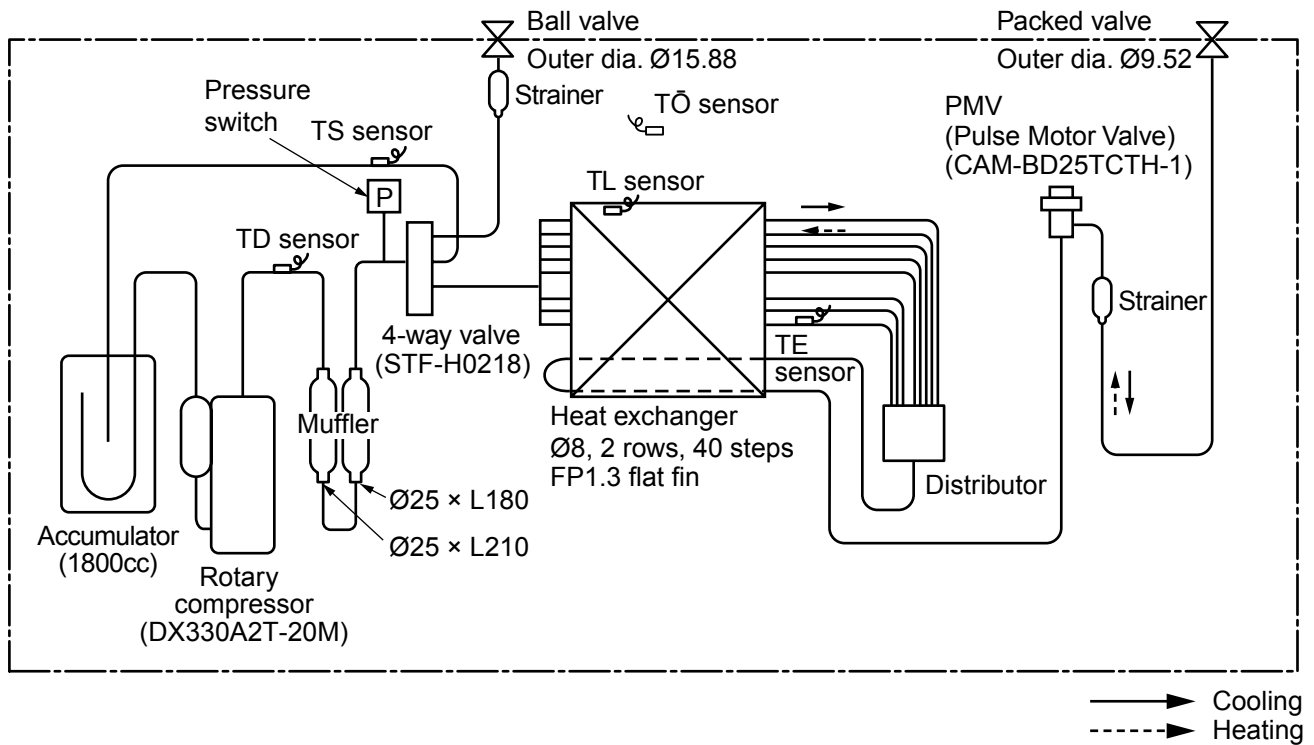 Ball valve
Outer dia. Ø15.88
Packed valve
Outer dia. Ø9.52
Strainer
Pressure
switch
TS sensor
TŌ sensor
PMV
(Pulse Motor Valve)
(CAM-BD25TCTH-1)
P
TL sensor
TD sensor
Strainer
4-way valve
(STF-H0218)
TE
sensor
Muffler
Heat exchanger
Ø8, 2 rows, 40 steps
FP1.3 flat fin
Distributor
Ø25 × L180
Ø25 × L210
Accumulator
(1800cc)
Rotary
compressor
(DX330A2T-20M)
Cooling
Heating